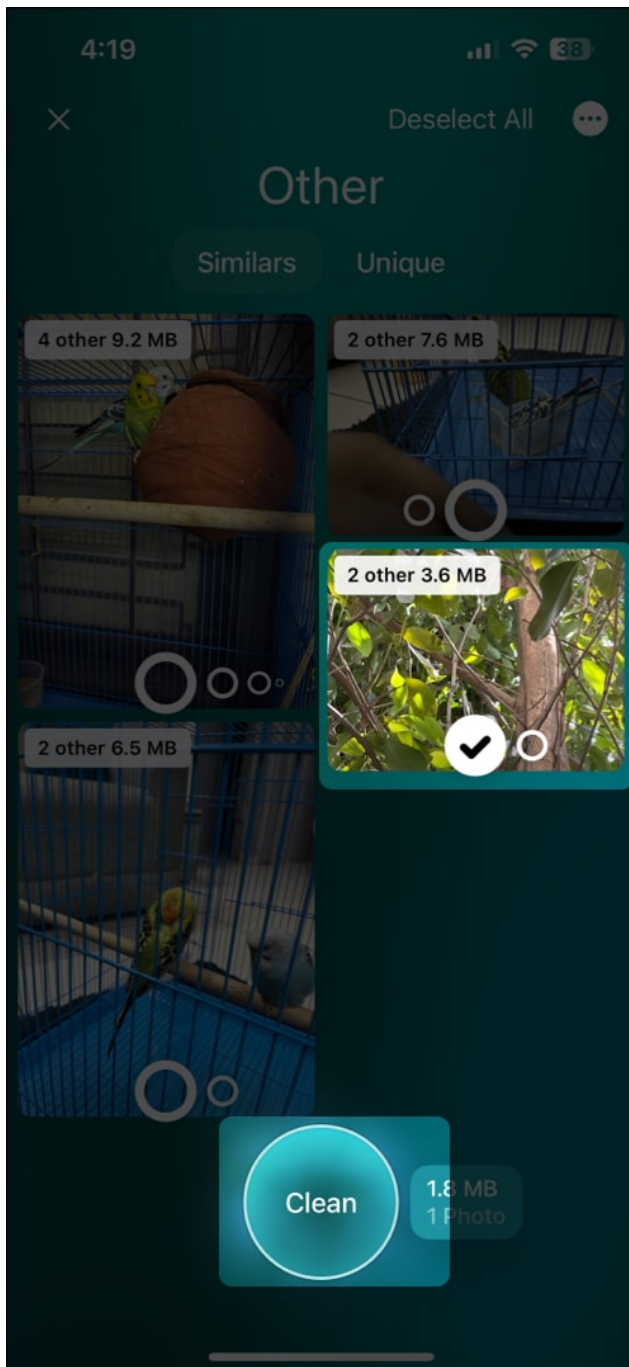 4:19
38
Deselect All
Other
Similars Unique
4 other 9.2 MB
2 other 7.6 MB
2 other 3.6 MB
2 other 6.5 MB
Clean
1.8 MB
1 Photo